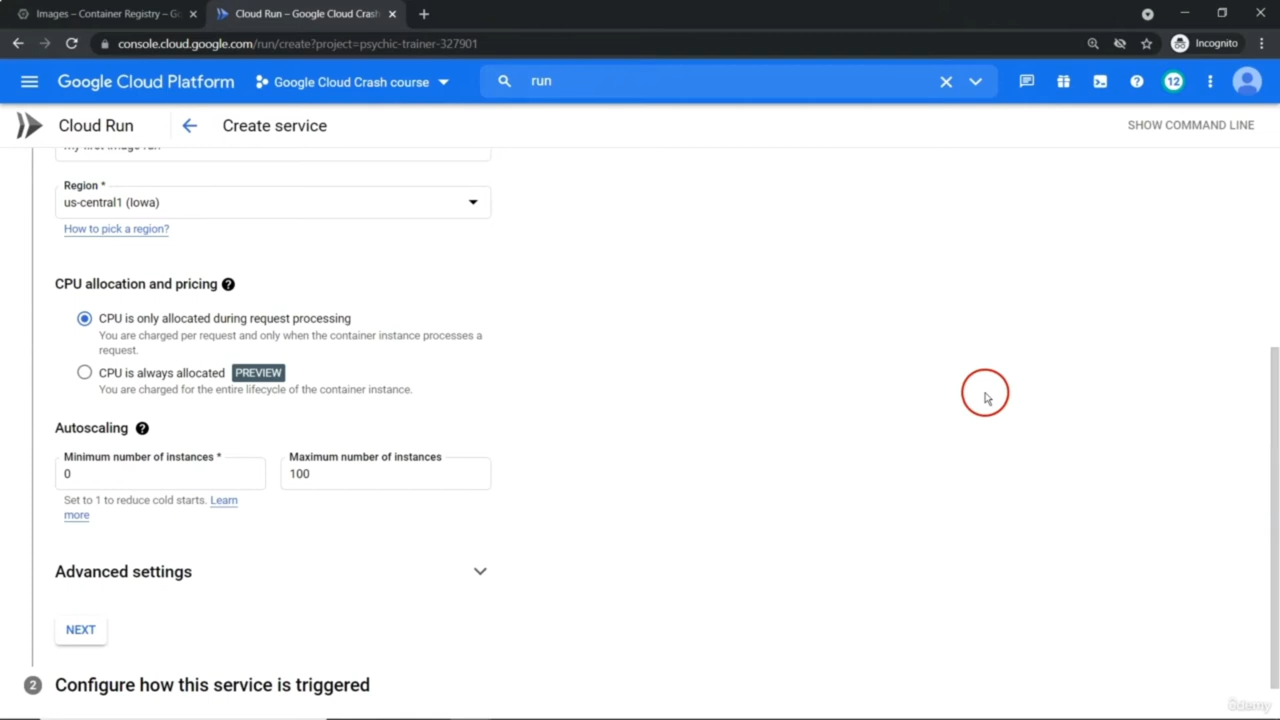 Images – Container Registry – Go
Cloud Run – Google Cloud Crash
console.cloud.google.com/run/create?project=psychic-trainer-327901
Incognito
Google Cloud Platform
Google Cloud Crash course
run
12
Cloud Run
Create service
SHOW COMMAND LINE
Region *
us-central1 (Iowa)
How to pick a region?
CPU allocation and pricing
CPU is only allocated during request processing
You are charged per request and only when the container instance processes a
request.
CPU is always allocated PREVIEW
You are charged for the entire lifecycle of the container instance.
Autoscaling
Minimum number of instances *
0
Maximum number of instances
100
Set to 1 to reduce cold starts. Learn
more
Advanced settings
NEXT
2 Configure how this service is triggered
ûdemy